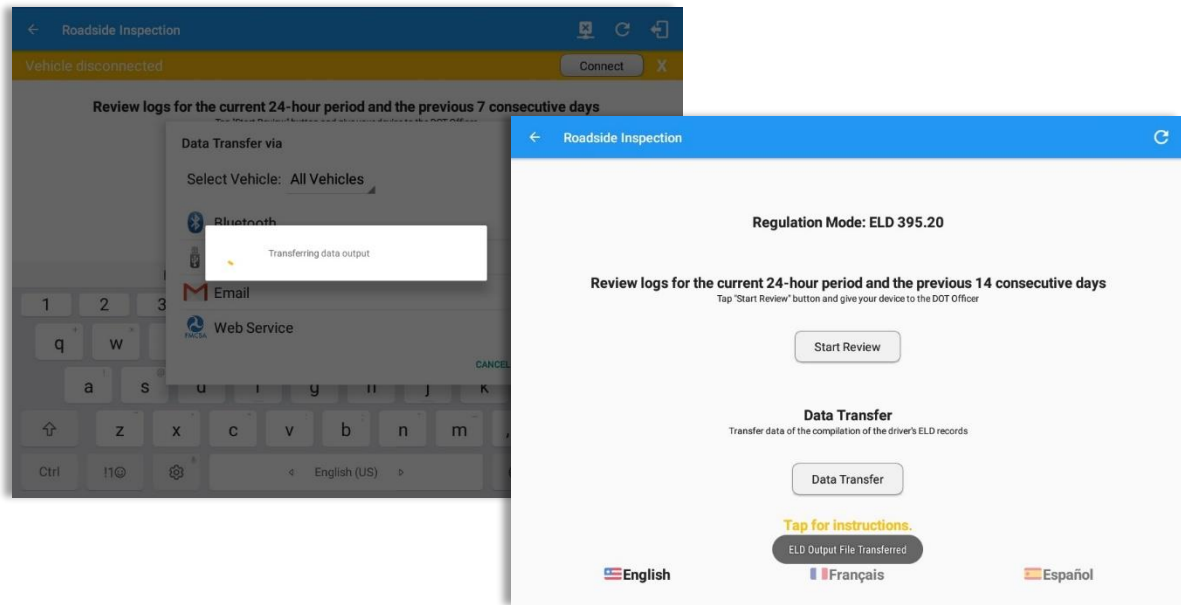 Roadside Inspection
Vehicle disconnected
Connect
X
Review logs for the current 24-hour period and the previous 7 consecutive days
Data Transfer via
Select Vehicle: All Vehicles
Bluetooth
Transferring data output
Email
FMCSA
Web Service
CANCEL
1 2 3
q w
a s u i g h j k
z x c v b n m ,
Ctrl !1☺ English (US)
Roadside Inspection
Regulation Mode: ELD 395.20
Review logs for the current 24-hour period and the previous 14 consecutive days
Tap "Start Review" button and give your device to the DOT Officer
Start Review
Data Transfer
Transfer data of the compilation of the driver's ELD records
Data Transfer
Tap for instructions.
ELD Output File Transferred
English
Français
Español